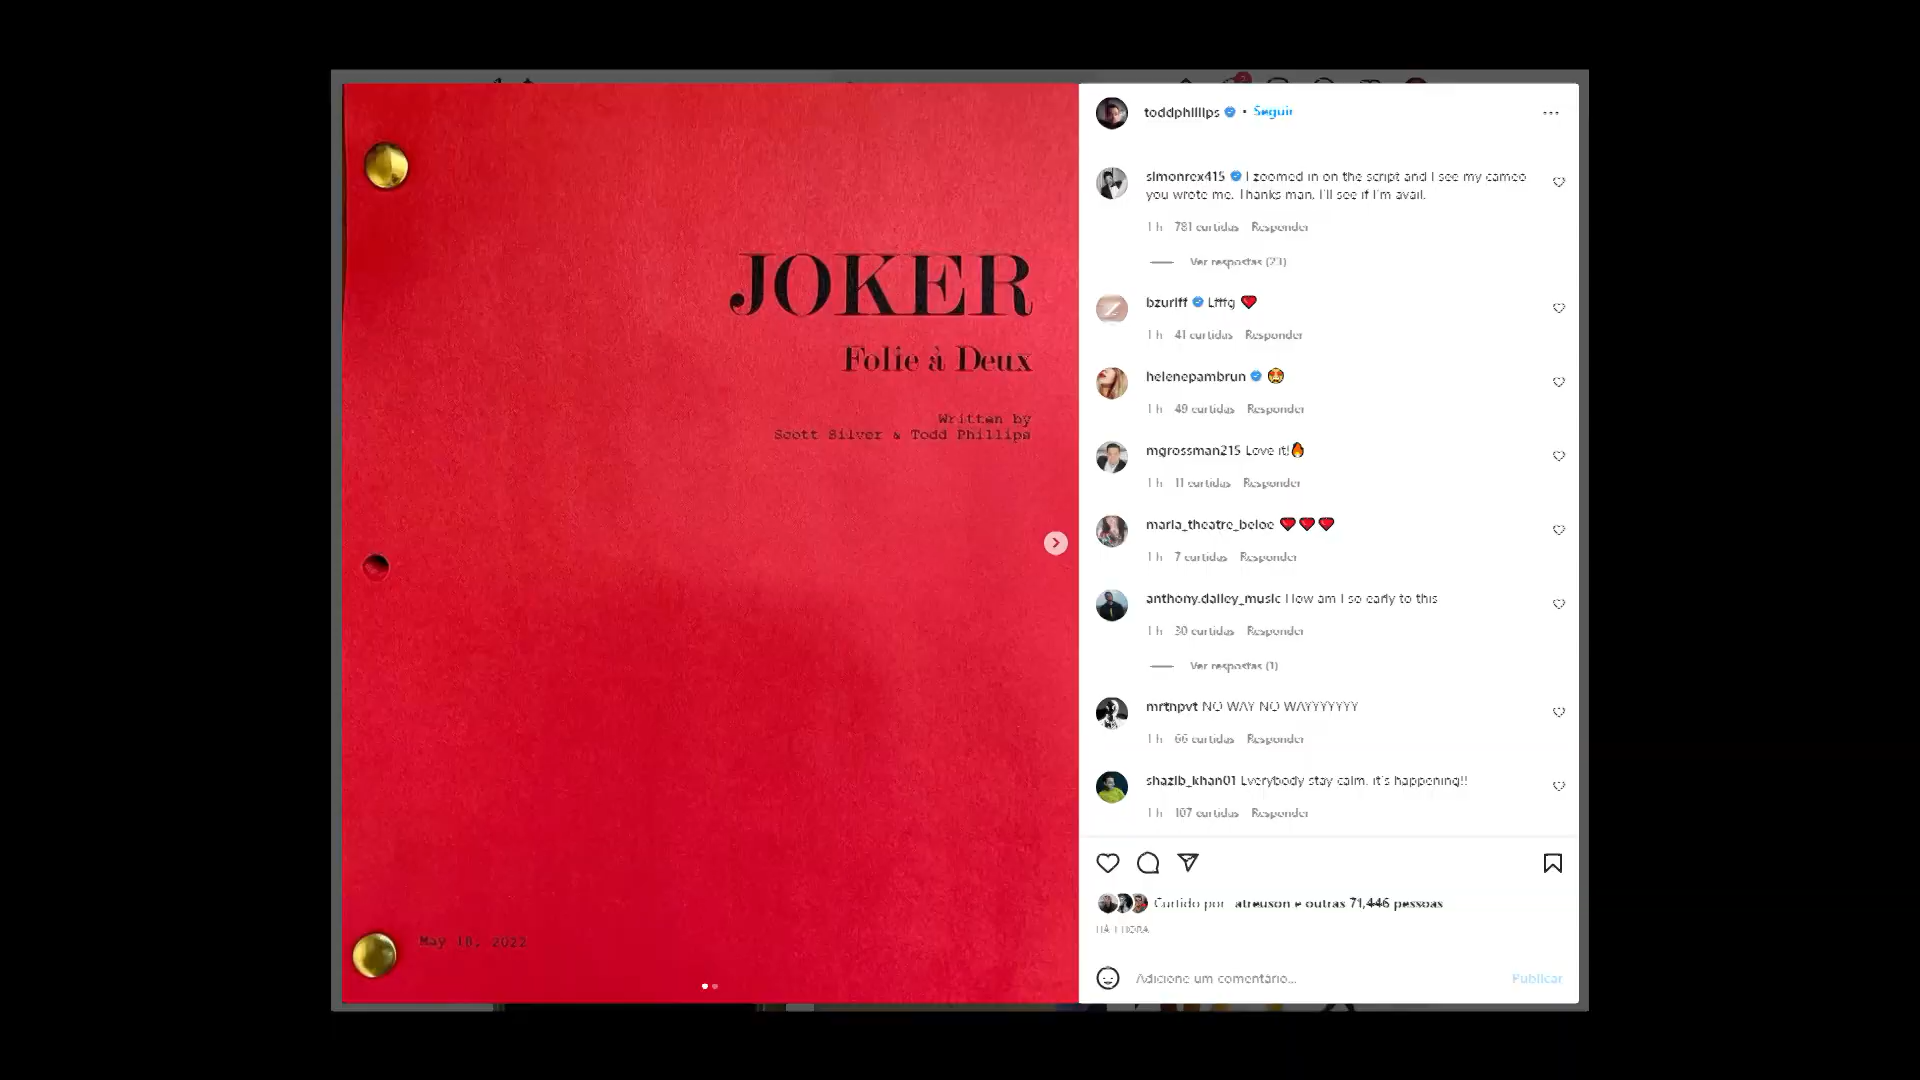 JOKER
Folie à Deux
Written by
Scott Silver & Todd Phillips
May 18, 2022
toddphillips • Seguir
simonrex415 I zoomed in on the script and I see my cameo
you wrote me. Thanks man. I'll see if I'm avail.
1 h 781 curtidas Responder
Ver respostas (23)
bzuriff Lfffg
1 h 41 curtidas Responder
helenepambrun
1 h 49 curtidas Responder
mgrossman215 Love it!
1 h 11 curtidas Responder
maria_theatre_beloe
1 h 7 curtidas Responder
anthony.dailey_music How am I so early to this
1 h 30 curtidas Responder
Ver respostas (1)
mrtnpvt NO WAY NO WAYYYYYYY
1 h 66 curtidas Responder
shazib_khan01 Everybody stay calm. it's happening!!
1 h 107 curtidas Responder
Curtido por atreuson e outras 71,446 pessoas
HÁ 1 HORA
Adicione um comentário... Publicar